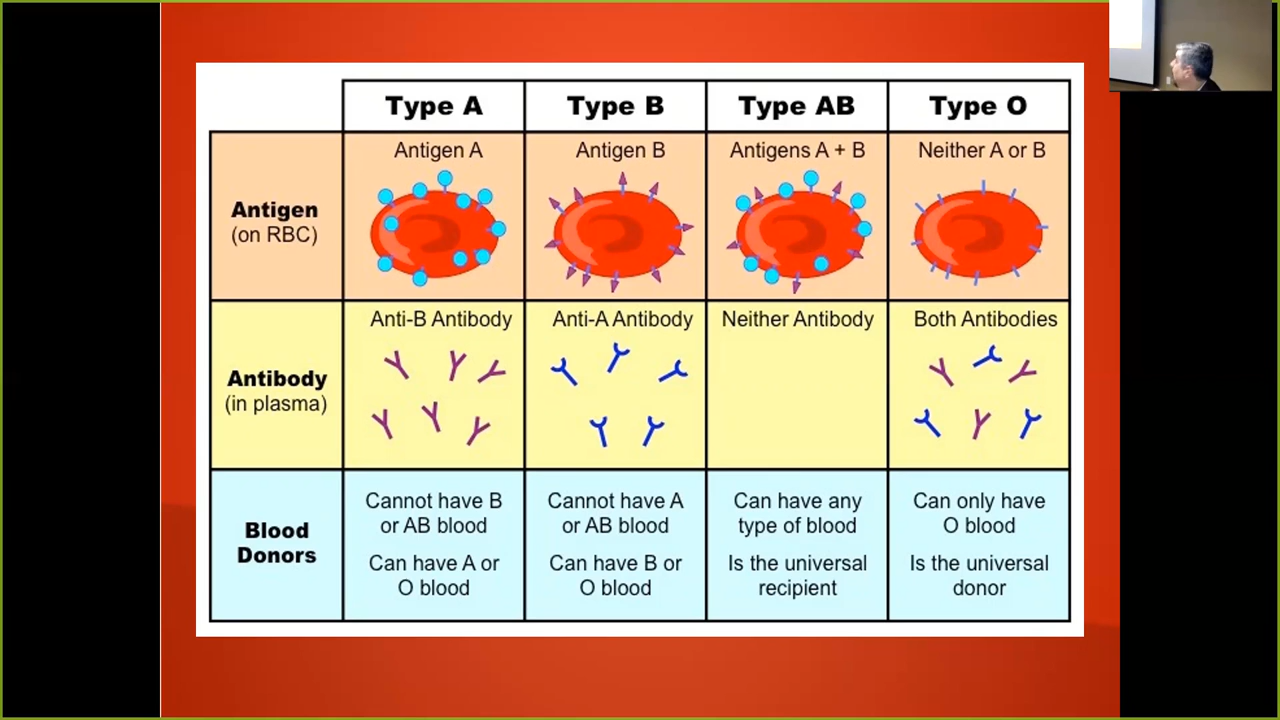 Type A
Type B
Type AB
Type O
Antigen
(on RBC)
Antigen A
Antigen B
Antigens A + B
Neither A or B
Antibody
(in plasma)
Anti-B Antibody
Anti-A Antibody
Neither Antibody
Both Antibodies
Blood
Donors
Cannot have B
or AB blood
Can have A or
O blood
Cannot have A
or AB blood
Can have B or
O blood
Can have any
type of blood
Is the universal
recipient
Can only have
O blood
Is the universal
donor